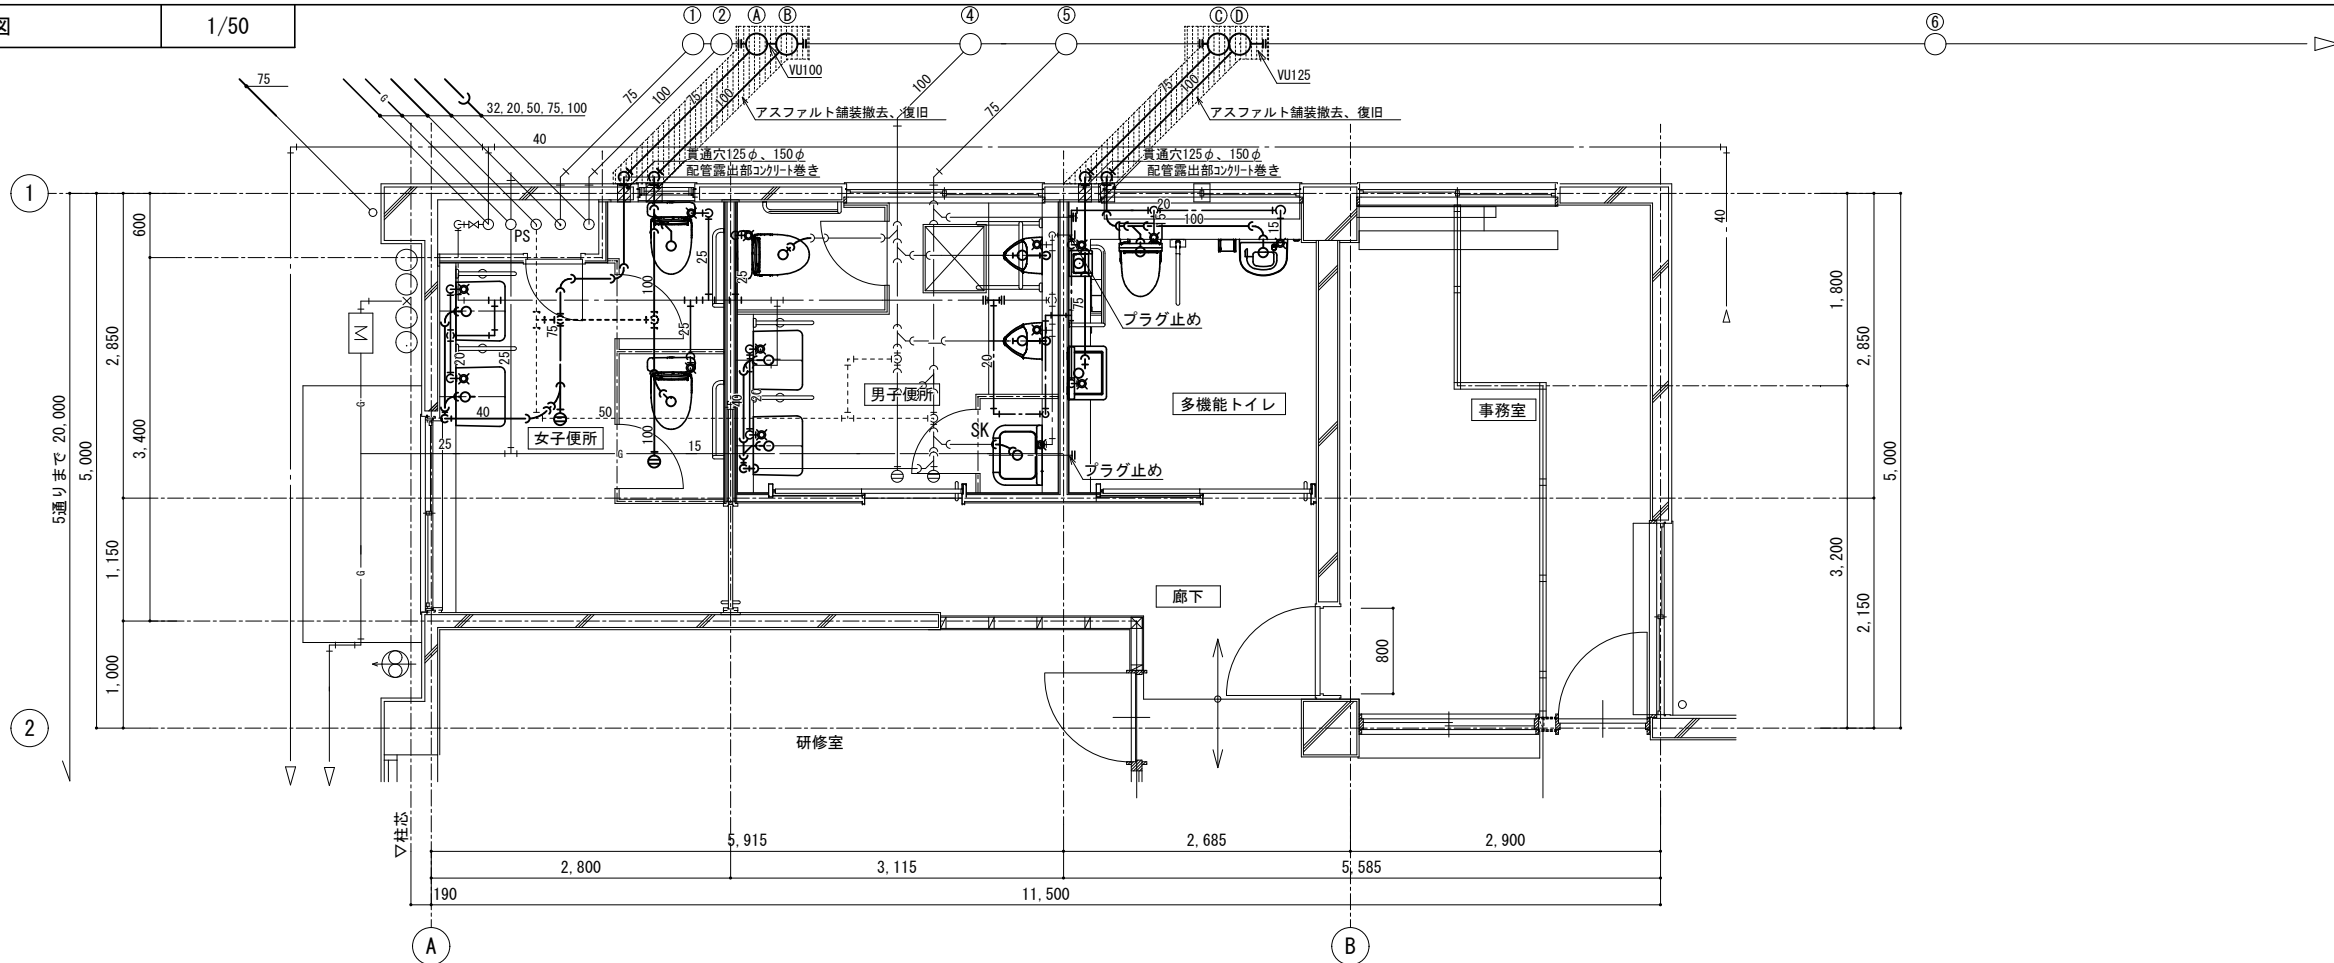 図
1/50
① ② Ⓐ Ⓑ ④ ⑤ Ⓒ Ⓓ ⑥
VU100
VU125
75
G
32, 20, 50, 75, 100
75
100
75
100
100
75
75
100
アスファルト舗装撤去、復旧
アスファルト舗装撤去、復旧
40
貫通穴125φ、150φ
配管露出部コンクリート巻き
貫通穴125φ、150φ
配管露出部コンクリート巻き
1
600
PS
20
100
15
40
25
100
25
75
25
20
25
75
プラグ止め
1,800
2,850
2,850
M
20
20
40
G
男子便所
多機能トイレ
事務室
40
50
女子便所
100
SK
25
15
G
プラグ止め
5通りまで 20,000
5,000
3,400
5,000
1,150
G
3,200
2,150
廊下
800
1,000
2
研修室
▽柱芯
5,915
2,685
2,900
2,800
3,115
5,585
190
11,500
A
B